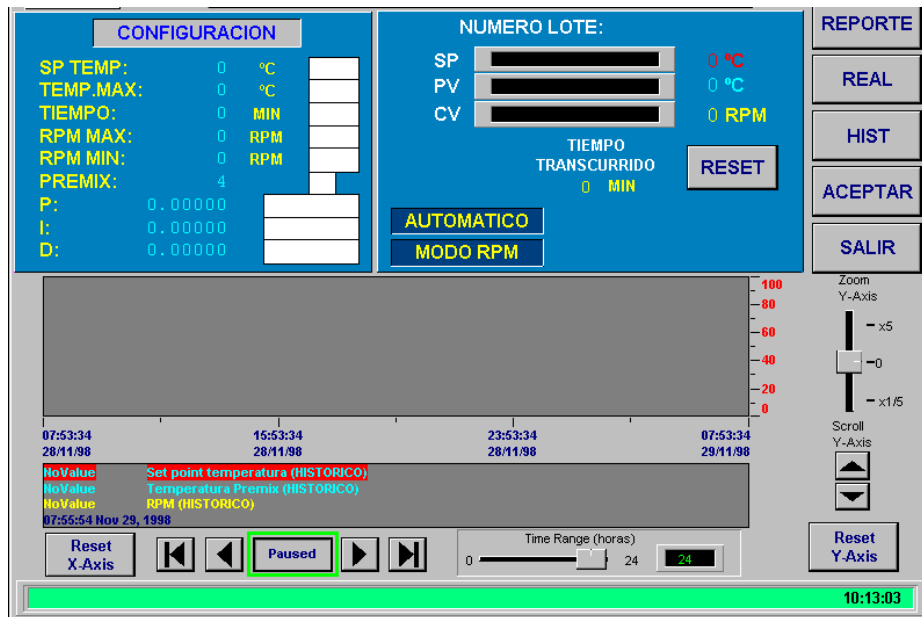 CONFIGURACION
SP TEMP: 0 ºC
TEMP.MAX: 0 ºC
TIEMPO: 0 MIN
RPM MAX: 0 RPM
RPM MIN: 0 RPM
PREMIX: 4
P: 0.00000
I: 0.00000
D: 0.00000
NUMERO LOTE:
SP 0 ºC
PV 0 ºC
CV 0 RPM
TIEMPO
TRANSCURRIDO
0 MIN
RESET
AUTOMATICO
MODO RPM
REPORTE
REAL
HIST
ACEPTAR
SALIR
100
80
60
40
20
0
07:53:34 15:53:34 23:53:34 07:53:34
28/11/98 28/11/98 28/11/98 29/11/98
Zoom
Y-Axis
x5
0
x1/5
Scroll
Y-Axis
NoValue Set point temperatura (HISTORICO)
NoValue Temperatura Premix (HISTORICO)
NoValue RPM (HISTORICO)
07:55:54 Nov 29, 1998
Reset
X-Axis
Paused
Time Range (horas)
0 24 24
Reset
Y-Axis
10:13:03